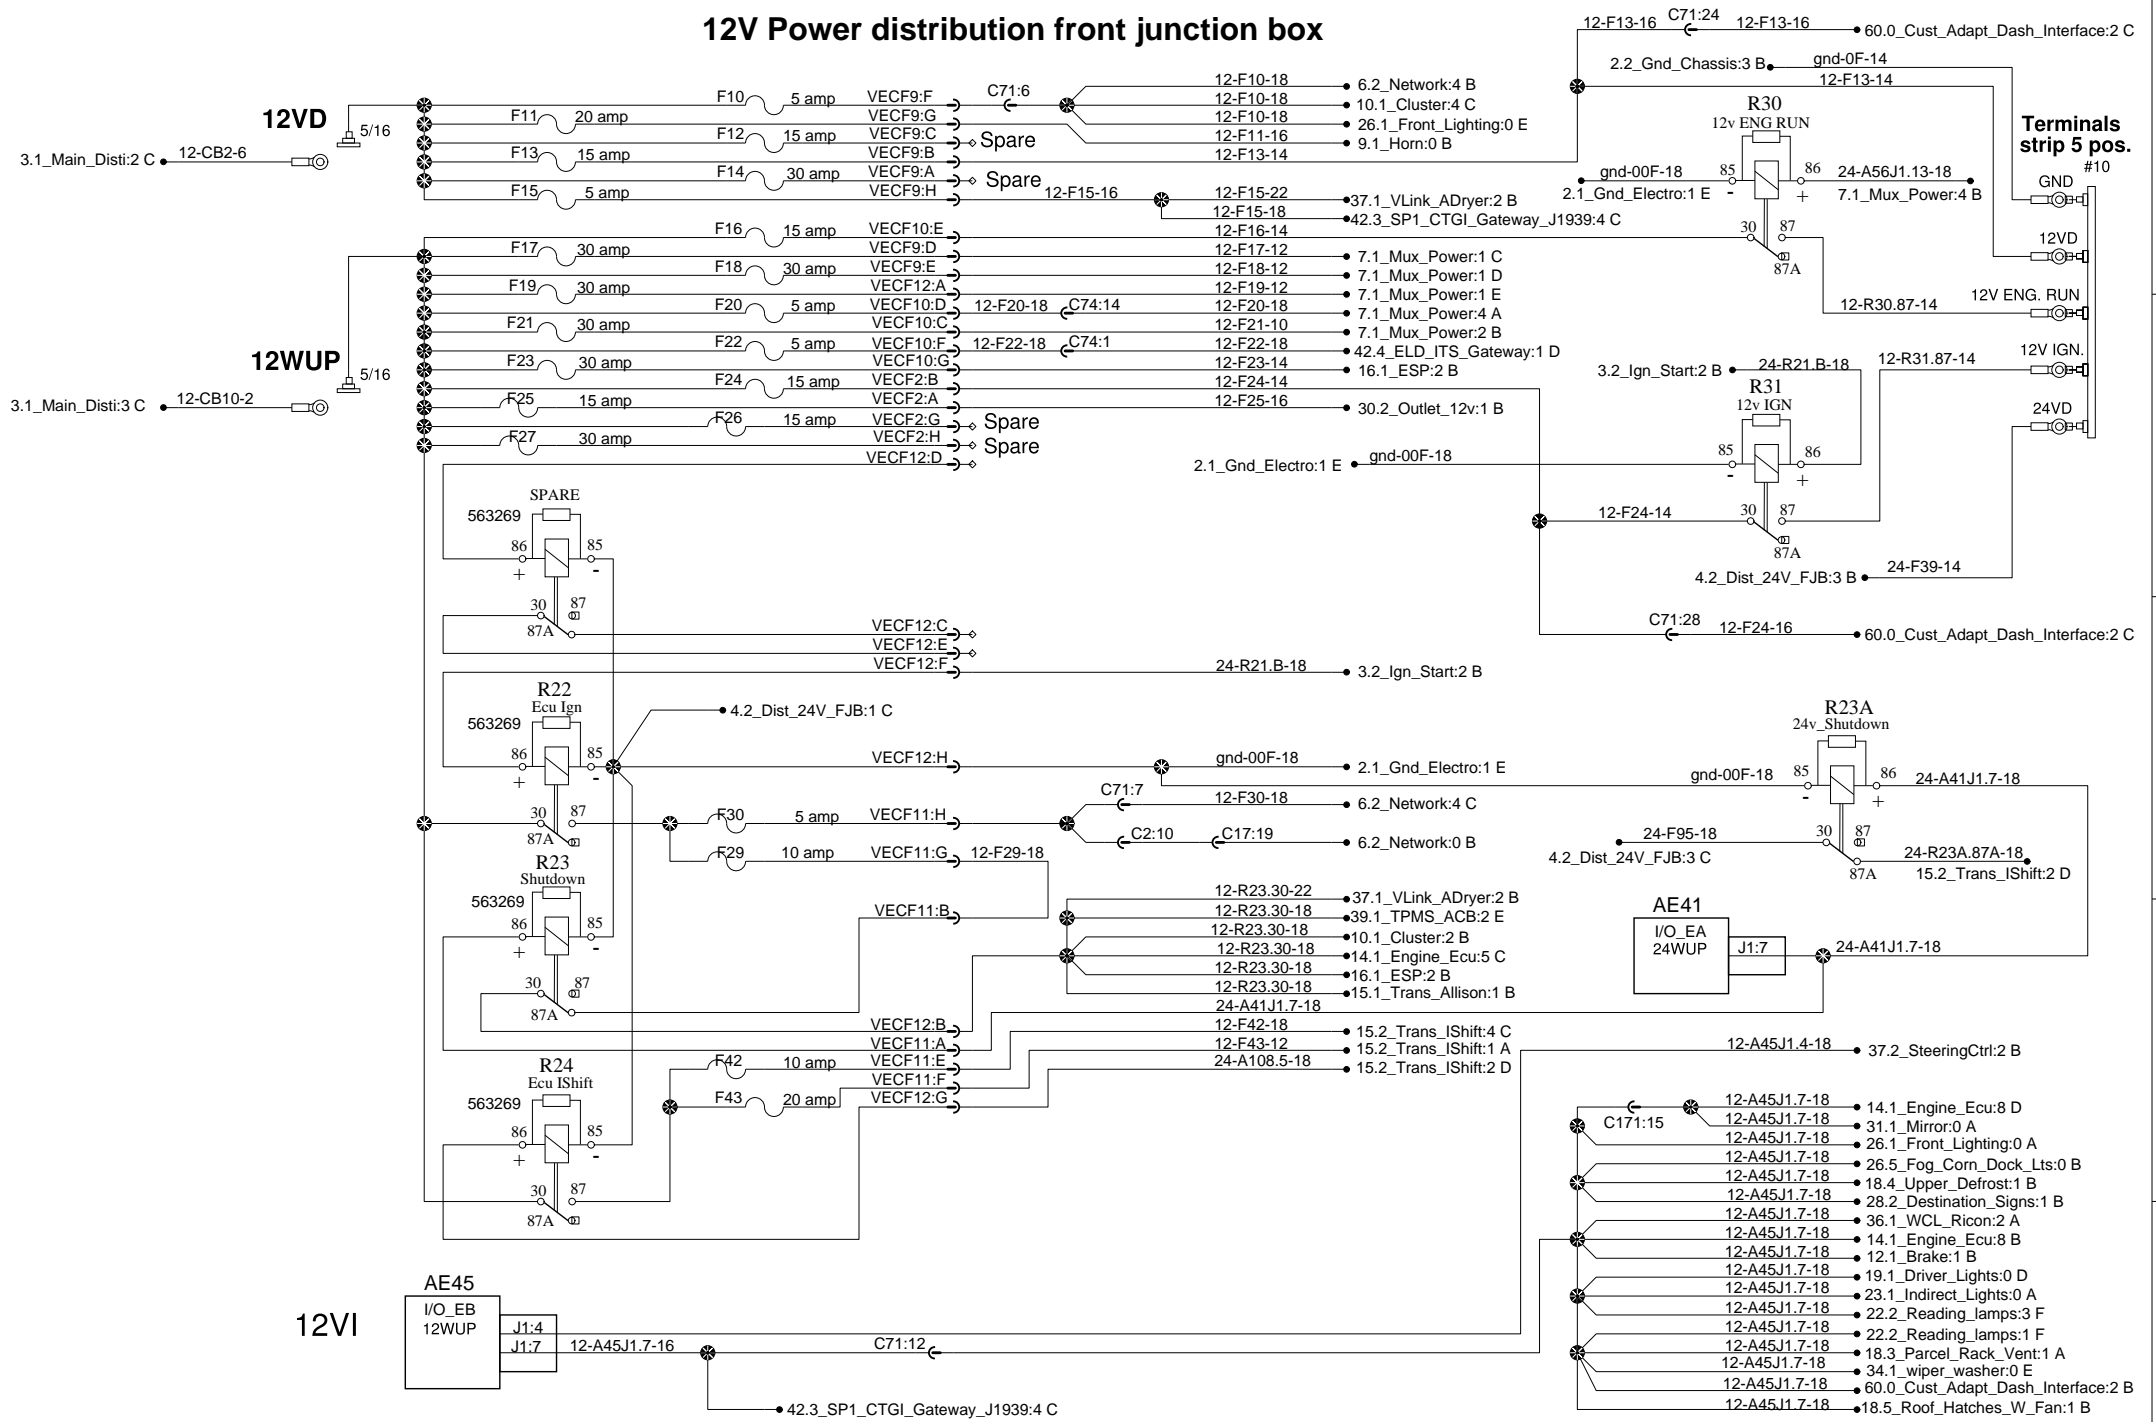 12V Power distribution front junction box
12VD
5/16
3.1_Main_Disti:2 C
12-CB2-6
12WUP
5/16
3.1_Main_Disti:3 C
12-CB10-2
F10 5 amp VECF9:F C71:6 12-F10-18 6.2_Network:4 B
12-F10-18 10.1_Cluster:4 C
12-F10-18 26.1_Front_Lighting:0 E
F11 20 amp VECF9:G 12-F11-16 9.1_Horn:0 B
F12 15 amp VECF9:C Spare
F13 15 amp VECF9:B 12-F13-14
F14 30 amp VECF9:A Spare
F15 5 amp VECF9:H 12-F15-16 12-F15-22 37.1_VLink_ADryer:2 B
12-F15-18 42.3_SP1_CTGI_Gateway_J1939:4 C
F16 15 amp VECF10:E 12-F16-14
F17 30 amp VECF9:D 12-F17-12 7.1_Mux_Power:1 C
F18 30 amp VECF9:E 12-F18-12 7.1_Mux_Power:1 D
F19 30 amp VECF12:A 12-F19-12 7.1_Mux_Power:1 E
F20 5 amp VECF10:D 12-F20-18 C74:14 12-F20-18 7.1_Mux_Power:4 A
F21 30 amp VECF10:C 12-F21-10 7.1_Mux_Power:2 B
F22 5 amp VECF10:F 12-F22-18 C74:1 12-F22-18 42.4_ELD_ITS_Gateway:1 D
F23 30 amp VECF10:G 12-F23-14 16.1_ESP:2 B
F24 15 amp VECF2:B 12-F24-14
F25 15 amp VECF2:A 12-F25-16 30.2_Outlet_12v:1 B
F26 15 amp VECF2:G Spare
F27 30 amp VECF2:H Spare
VECF12:D
12-F13-16 C71:24 12-F13-16 60.0_Cust_Adapt_Dash_Interface:2 C
2.2_Gnd_Chassis:3 B gnd-0F-14
12-F13-14
R30
12v ENG RUN
gnd-00F-18 85 86 24-A56J1.13-18
2.1_Gnd_Electro:1 E - + 7.1_Mux_Power:4 B
30 87
87A
Terminals
strip 5 pos.
#10
GND
12VD
12V ENG. RUN
12-R30.87-14
12V IGN.
12-R31.87-14
24VD
3.2_Ign_Start:2 B 24-R21.B-18
R31
12v IGN
2.1_Gnd_Electro:1 E gnd-00F-18 85 86
- +
12-F24-14 30 87
87A
4.2_Dist_24V_FJB:3 B 24-F39-14
C71:28 12-F24-16 60.0_Cust_Adapt_Dash_Interface:2 C
SPARE
563269
86 85
+ -
30 87
87A
VECF12:C
VECF12:E
VECF12:F 24-R21.B-18 3.2_Ign_Start:2 B
R22
Ecu Ign
563269
4.2_Dist_24V_FJB:1 C
86 85
+ -
VECF12:H gnd-00F-18 2.1_Gnd_Electro:1 E
30 87
87A
F30 5 amp VECF11:H C71:7 12-F30-18 6.2_Network:4 C
C2:10 C17:19 6.2_Network:0 B
F29 10 amp VECF11:G 12-F29-18
R23A
24v_Shutdown
gnd-00F-18 85 86 24-A41J1.7-18
- +
24-F95-18 30 87
4.2_Dist_24V_FJB:3 C
87A 24-R23A.87A-18
15.2_Trans_IShift:2 D
R23
Shutdown
563269
86 85
+ -
30 87
87A
VECF11:B
12-R23.30-22 37.1_VLink_ADryer:2 B
12-R23.30-18 39.1_TPMS_ACB:2 E
12-R23.30-18 10.1_Cluster:2 B
12-R23.30-18 14.1_Engine_Ecu:5 C
12-R23.30-18 16.1_ESP:2 B
12-R23.30-18 15.1_Trans_Allison:1 B
24-A41J1.7-18
AE41
I/O_EA
24WUP
J1:7
24-A41J1.7-18
VECF12:B 12-F42-18 15.2_Trans_IShift:4 C
VECF11:A 12-F43-12 15.2_Trans_IShift:1 A
F42 10 amp VECF11:E 24-A108.5-18 15.2_Trans_IShift:2 D
VECF11:F
F43 20 amp VECF12:G
R24
Ecu IShift
563269
86 85
+ -
30 87
87A
12-A45J1.4-18 37.2_SteeringCtrl:2 B
C171:15
12-A45J1.7-18 14.1_Engine_Ecu:8 D
12-A45J1.7-18 31.1_Mirror:0 A
12-A45J1.7-18 26.1_Front_Lighting:0 A
12-A45J1.7-18 26.5_Fog_Corn_Dock_Lts:0 B
12-A45J1.7-18 18.4_Upper_Defrost:1 B
12-A45J1.7-18 28.2_Destination_Signs:1 B
12-A45J1.7-18 36.1_WCL_Ricon:2 A
12-A45J1.7-18 14.1_Engine_Ecu:8 B
12-A45J1.7-18 12.1_Brake:1 B
12-A45J1.7-18 19.1_Driver_Lights:0 D
12-A45J1.7-18 23.1_Indirect_Lights:0 A
12-A45J1.7-18 22.2_Reading_lamps:3 F
12-A45J1.7-18 22.2_Reading_lamps:1 F
12-A45J1.7-18 18.3_Parcel_Rack_Vent:1 A
12-A45J1.7-18 34.1_wiper_washer:0 E
12-A45J1.7-18 60.0_Cust_Adapt_Dash_Interface:2 B
12-A45J1.7-18 18.5_Roof_Hatches_W_Fan:1 B
12VI
AE45
I/O_EB
12WUP
J1:4
J1:7
12-A45J1.7-16
C71:12
42.3_SP1_CTGI_Gateway_J1939:4 C